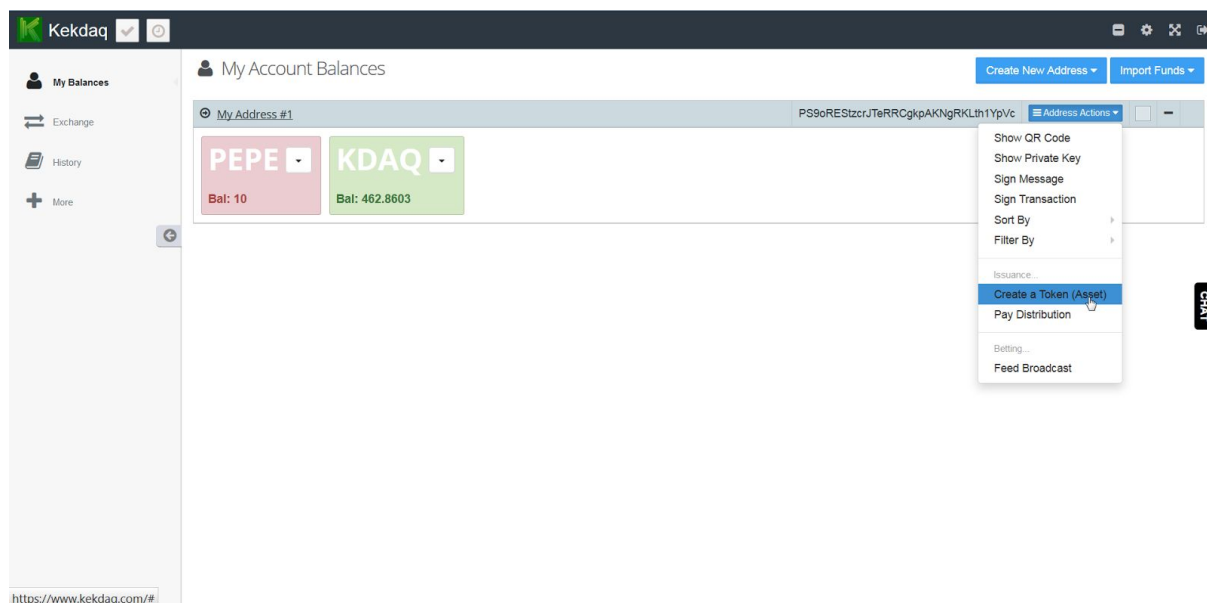 Kekdaq
My Balances
Exchange
History
More
My Account Balances
Create New Address
Import Funds
My Address #1
PS9oREStzcrJTeRRCgkpAKNgRKLth1YpVc
Address Actions
PEPE
Bal: 10
KDAQ
Bal: 462.8603
Show QR Code
Show Private Key
Sign Message
Sign Transaction
Sort By
Filter By
Issuance...
Create a Token (Asset)
Pay Distribution
Betting...
Feed Broadcast
CHAT
https://www.kekdaq.com/#